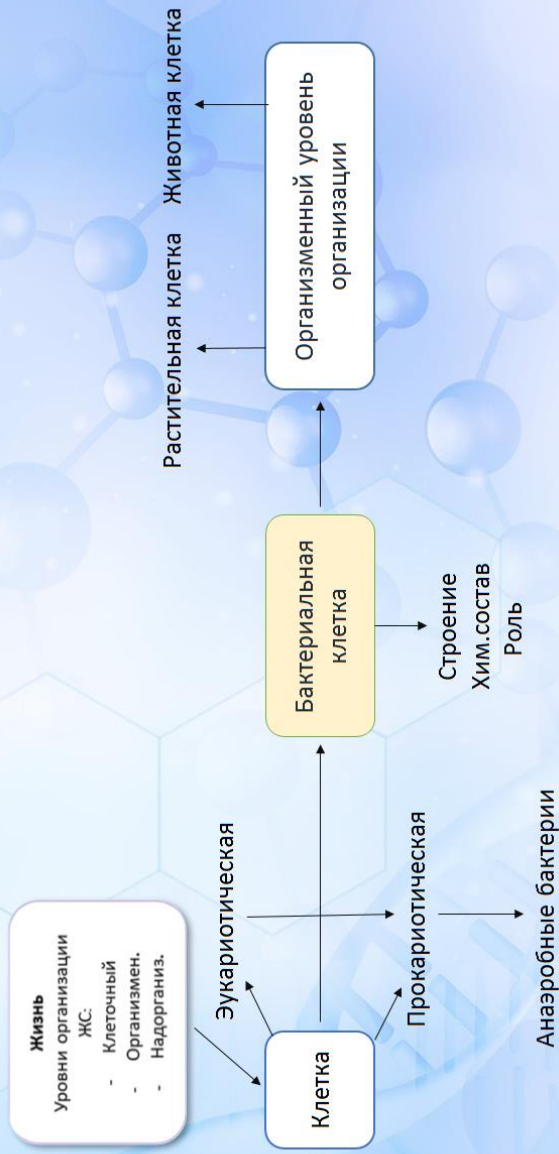 Жизнь
Уровни организации
ЖС:
- Клеточный
- Организмен.
- Надорганиз.
Клетка
Эукариотическая
Прокариотическая
Анаэробные бактерии
Бактериальная
клетка
Строение
Хим.состав
Роль
Растительная клетка
Животная клетка
Организменный уровень
организации